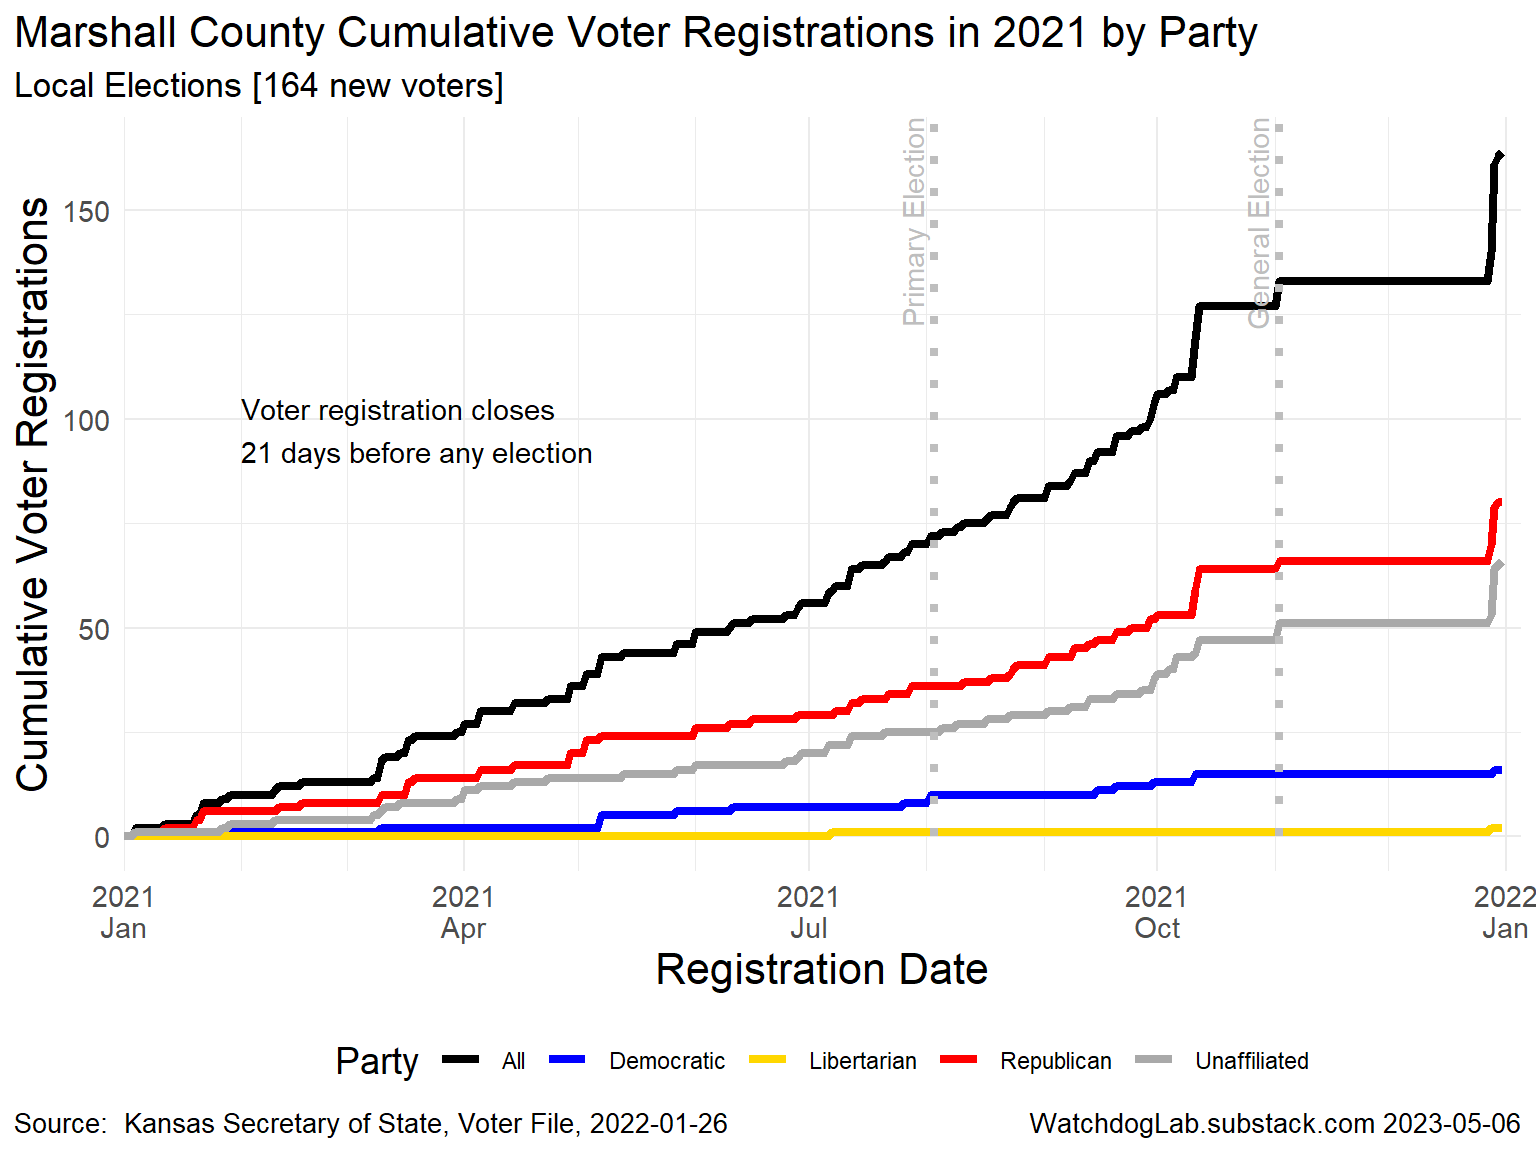 Marshall County Cumulative Voter Registrations in 2021 by Party
Local Elections [164 new voters]
Cumulative Voter Registrations
150
100
50
0
Primary Election
General Election
Voter registration closes
21 days before any election
2021
Jan
2021
Apr
2021
Jul
2021
Oct
2022
Jan
Registration Date
Party All Democratic Libertarian Republican Unaffiliated
Source:  Kansas Secretary of State, Voter File, 2022-01-26
WatchdogLab.substack.com 2023-05-06